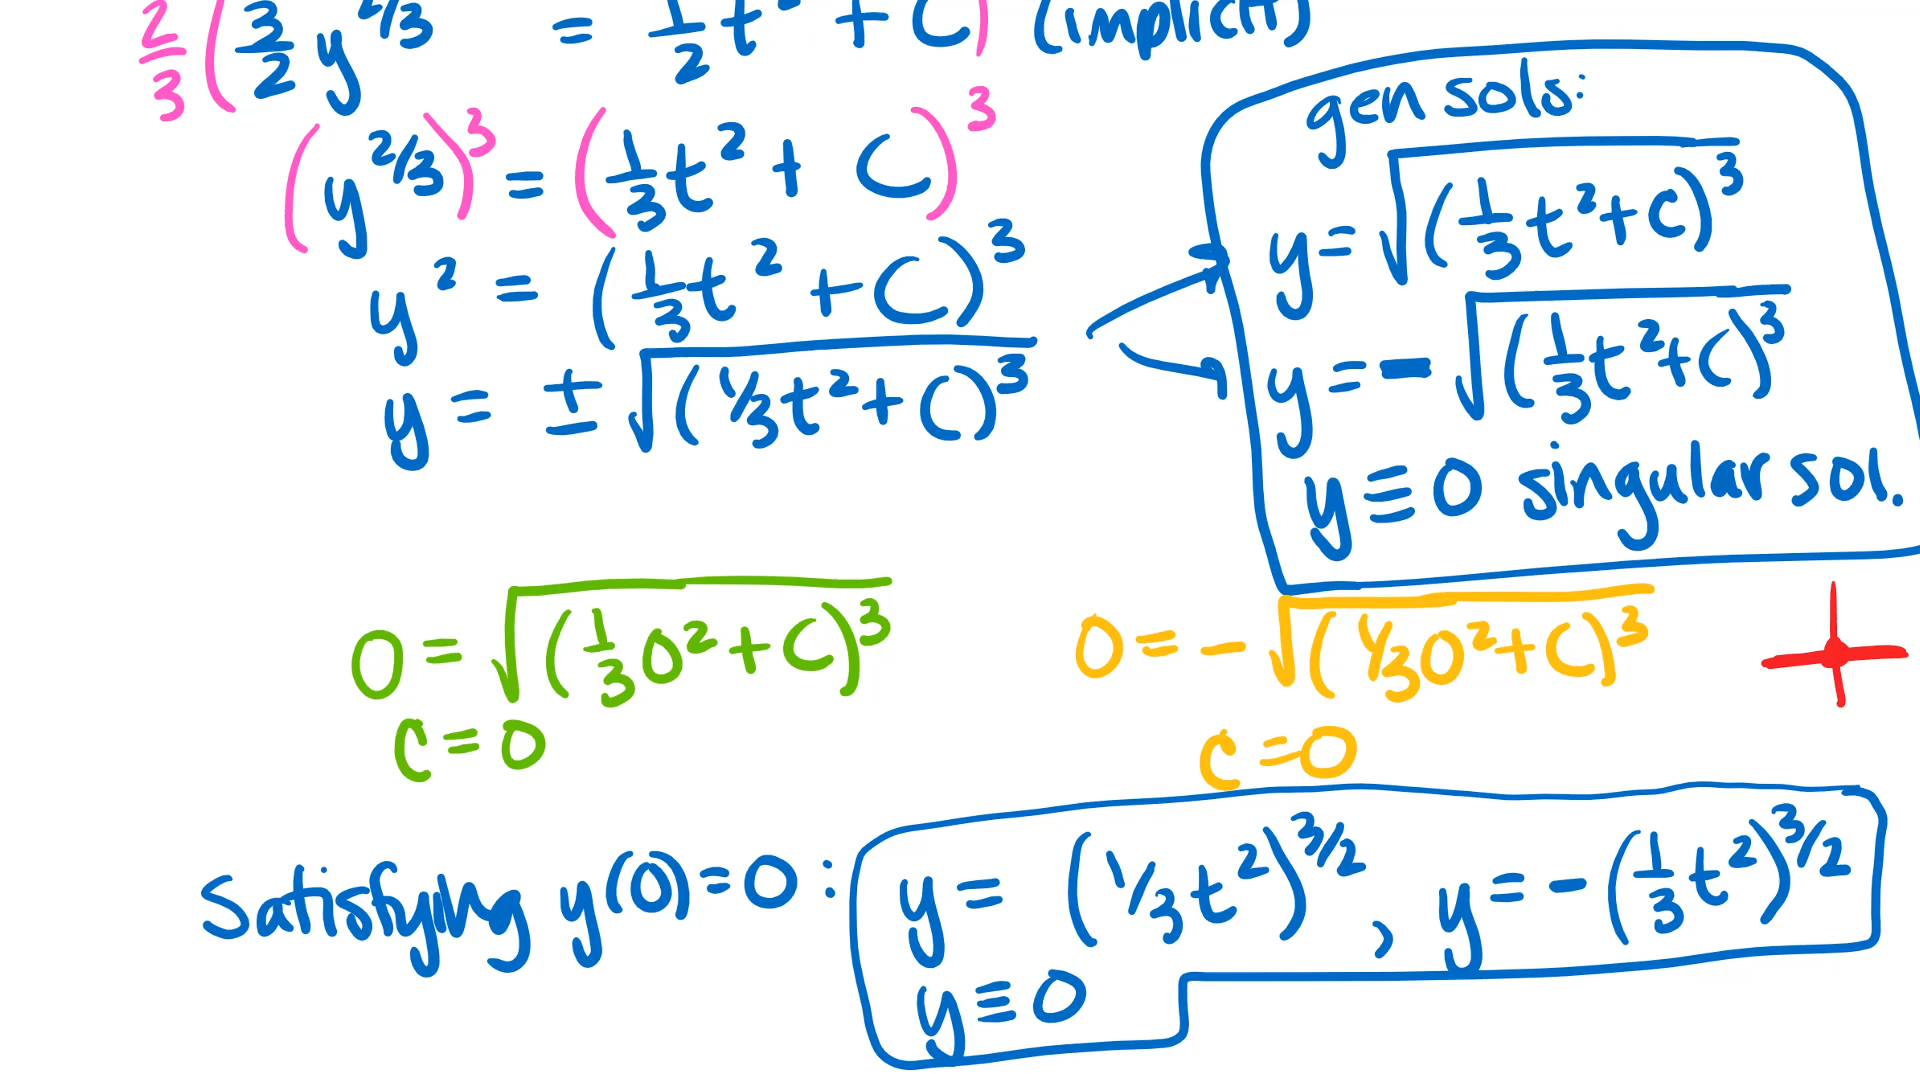 2/3 (3/2 y^2/3 = 1/2 t^2 + C) (implicit)
(y^2/3)^3 = (1/3 t^2 + C)^3
y^2 = (1/3 t^2 + C)^3
y = ± √(1/3 t^2 + C)^3
gen sols:
y = √(1/3 t^2 + C)^3
y = - √(1/3 t^2 + C)^3
y ≡ 0 singular sol.
0 = √(1/3 0^2 + C)^3
C = 0
0 = - √(1/3 0^2 + C)^3
C = 0
Satisfying y(0) = 0 : y = (1/3 t^2)^3/2 , y = - (1/3 t^2)^3/2
y ≡ 0